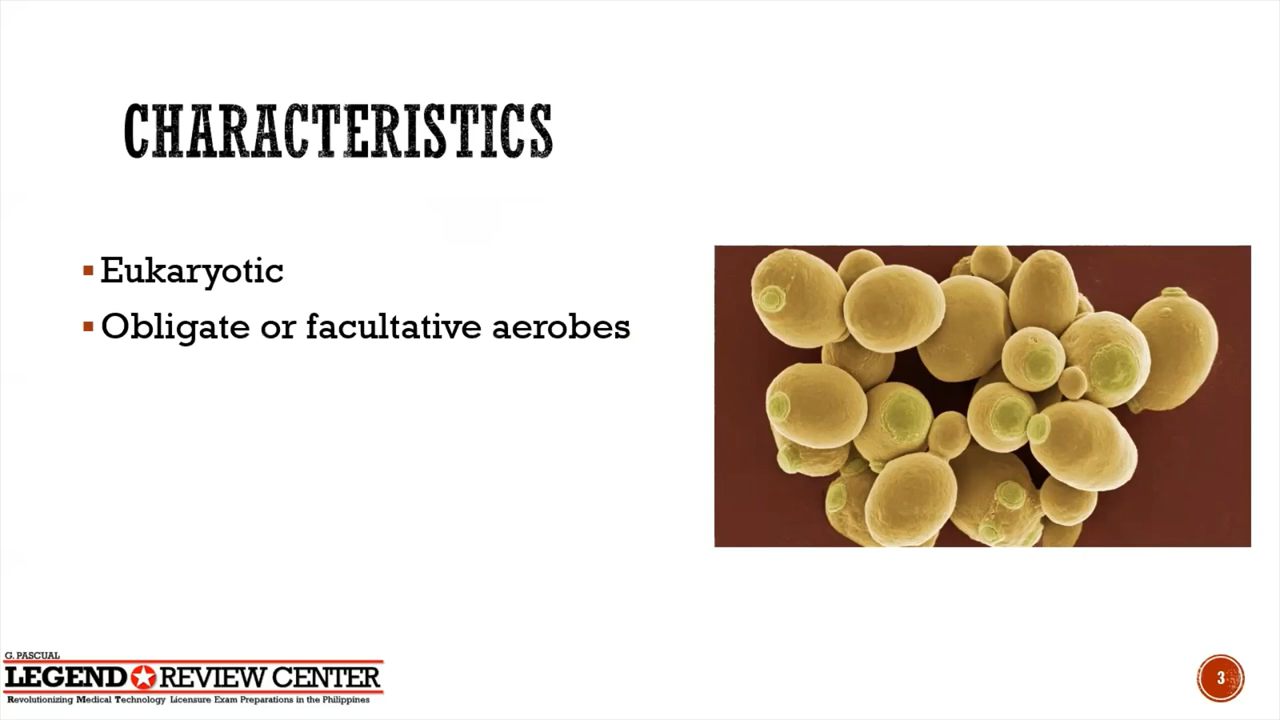 CHARACTERISTICS
Eukaryotic
Obligate or facultative aerobes
G. PASCUAL
LEGEND REVIEW CENTER
Revolutionizing Medical Technology Licensure Exam Preparations in the Philippines
3